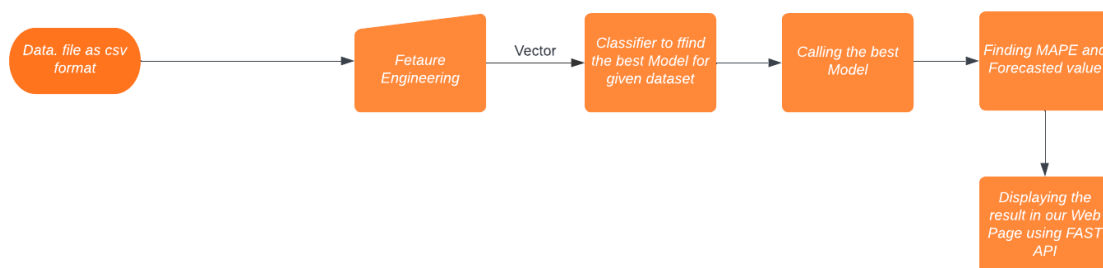 Data. file as csv
format
Fetaure
Engineering
Vector
Classifier to ffind
the best Model for
given dataset
Calling the best
Model
Finding MAPE and
Forecasted value
Displaying the
result in our Web
Page using FAST
API